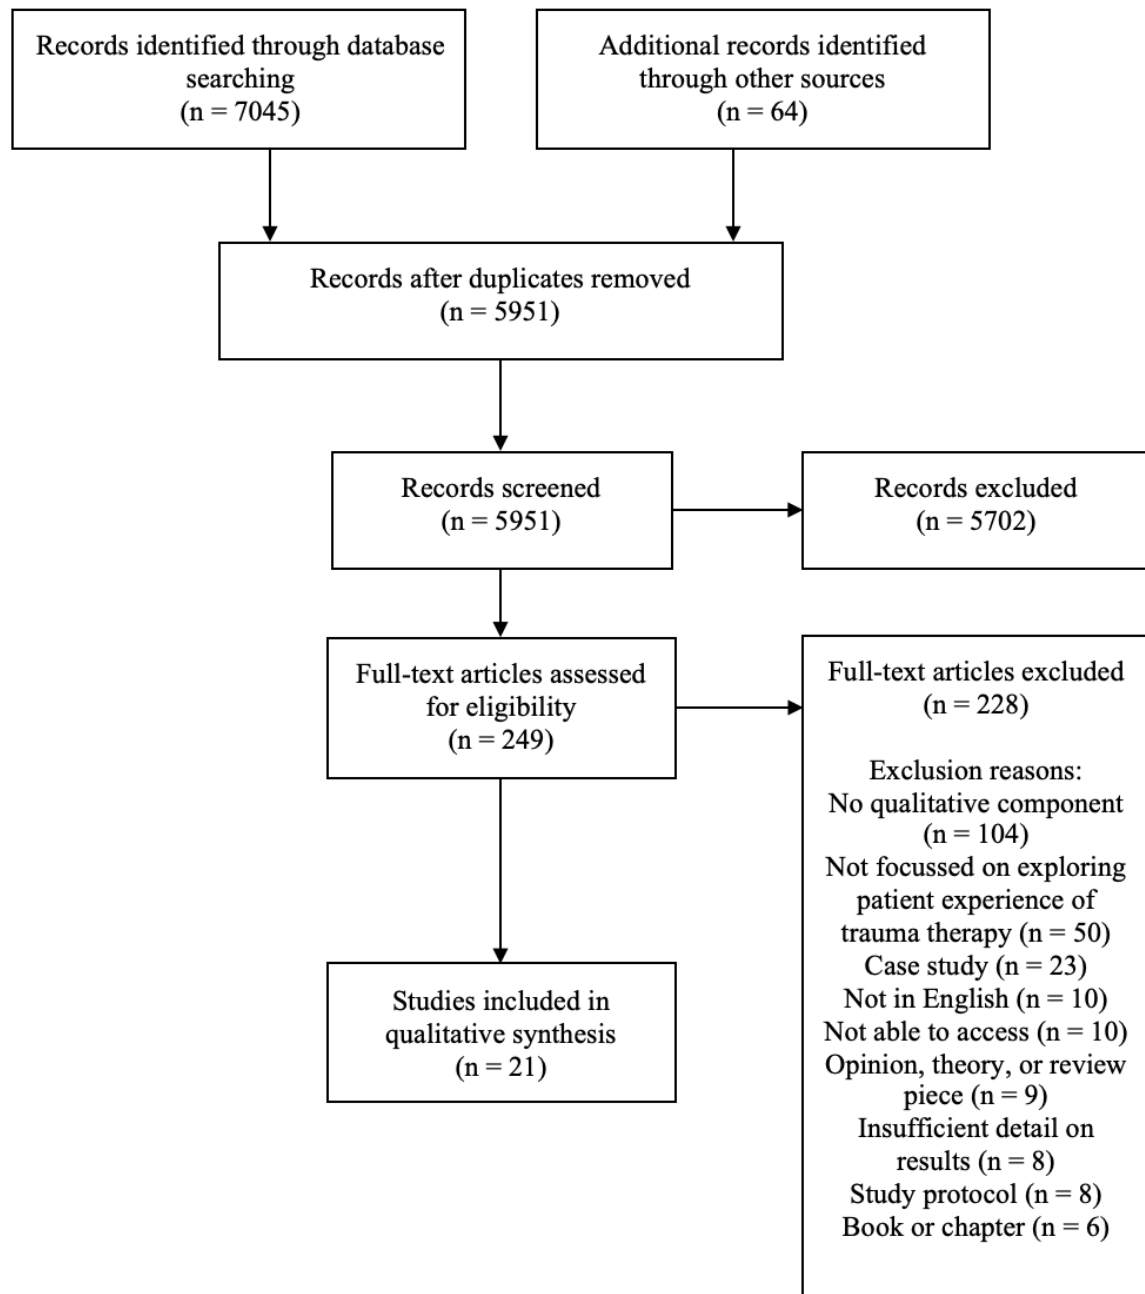 Records identified through database
searching
(n = 7045)
Additional records identified
through other sources
(n = 64)
Records after duplicates removed
(n = 5951)
Records screened
(n = 5951)
Records excluded
(n = 5702)
Full-text articles assessed
for eligibility
(n = 249)
Full-text articles excluded
(n = 228)
Exclusion reasons:
No qualitative component
(n = 104)
Not focussed on exploring
patient experience of
trauma therapy (n = 50)
Case study (n = 23)
Not in English (n = 10)
Not able to access (n = 10)
Opinion, theory, or review
piece (n = 9)
Insufficient detail on
results (n = 8)
Study protocol (n = 8)
Book or chapter (n = 6)
Studies included in
qualitative synthesis
(n = 21)